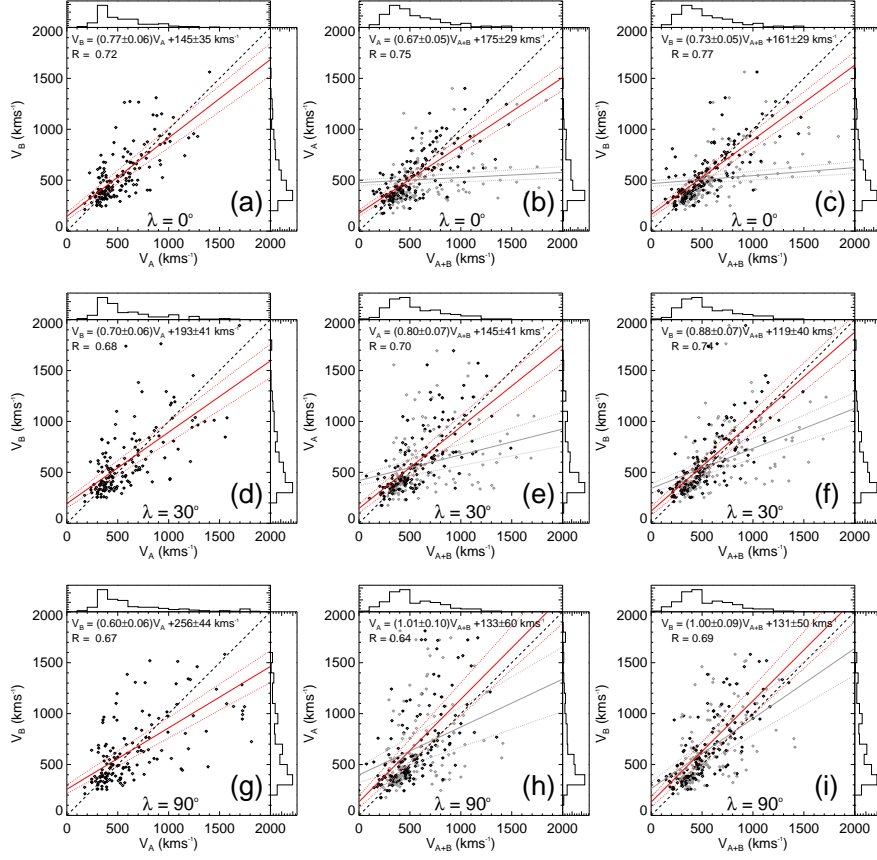 V_B = (0.77±0.06)V_A +145±35 kms⁻¹
R = 0.72
2000
1500
1000
500
0
V_B (kms⁻¹)
(a)
λ = 0°
0 500 1000 1500 2000
V_A (kms⁻¹)
V_A = (0.67±0.05)V_A+B +175±29 kms⁻¹
R = 0.75
2000
1500
1000
500
0
V_A (kms⁻¹)
(b)
λ = 0°
0 500 1000 1500 2000
V_A+B (kms⁻¹)
V_B = (0.73±0.05)V_A+B +161±29 kms⁻¹
R = 0.77
2000
1500
1000
500
0
V_B (kms⁻¹)
(c)
λ = 0°
0 500 1000 1500 2000
V_A+B (kms⁻¹)
V_B = (0.70±0.06)V_A +193±41 kms⁻¹
R = 0.68
2000
1500
1000
500
0
V_B (kms⁻¹)
(d)
λ = 30°
0 500 1000 1500 2000
V_A (kms⁻¹)
V_A = (0.80±0.07)V_A+B +145±41 kms⁻¹
R = 0.70
2000
1500
1000
500
0
V_A (kms⁻¹)
(e)
λ = 30°
0 500 1000 1500 2000
V_A+B (kms⁻¹)
V_B = (0.88±0.07)V_A+B +119±40 kms⁻¹
R = 0.74
2000
1500
1000
500
0
V_B (kms⁻¹)
(f)
λ = 30°
0 500 1000 1500 2000
V_A+B (kms⁻¹)
V_B = (0.60±0.06)V_A +256±44 kms⁻¹
R = 0.67
2000
1500
1000
500
0
V_B (kms⁻¹)
(g)
λ = 90°
0 500 1000 1500 2000
V_A (kms⁻¹)
V_A = (1.01±0.10)V_A+B +133±60 kms⁻¹
R = 0.64
2000
1500
1000
500
0
V_A (kms⁻¹)
(h)
λ = 90°
0 500 1000 1500 2000
V_A+B (kms⁻¹)
V_B = (1.00±0.09)V_A+B +131±50 kms⁻¹
R = 0.69
2000
1500
1000
500
0
V_B (kms⁻¹)
(i)
λ = 90°
0 500 1000 1500 2000
V_A+B (kms⁻¹)